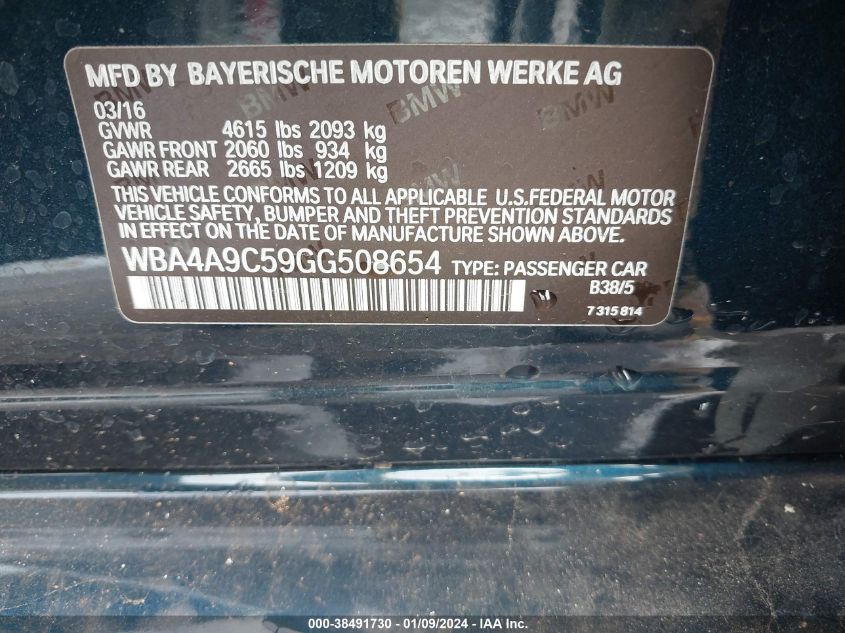 MFD BY BAYERISCHE MOTOREN WERKE AG
03/16
GVWR 4615 lbs 2093 kg
GAWR FRONT 2060 lbs 934 kg
GAWR REAR 2665 lbs 1209 kg
THIS VEHICLE CONFORMS TO ALL APPLICABLE U.S.FEDERAL MOTOR
VEHICLE SAFETY, BUMPER AND THEFT PREVENTION STANDARDS
IN EFFECT ON THE DATE OF MANUFACTURE SHOWN ABOVE.
WBA4A9C59GG508654 TYPE: PASSENGER CAR
B38/5
7 315 814
000-38491730 - 01/09/2024 - IAA Inc.